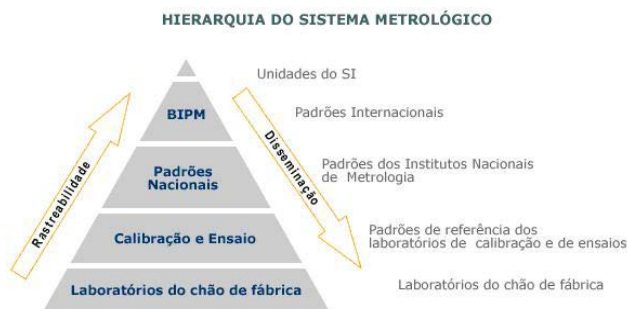 HIERARQUIA DO SISTEMA METROLÓGICO
Unidades do SI
BIPM
Padrões Internacionais
Rastreabilidade
Disseminação
Padrões
Nacionais
Padrões dos Institutos Nacionais
de Metrologia
Calibração e Ensaio
Padrões de referência dos
laboratórios de calibração e de ensaios
Laboratórios do chão de fábrica
Laboratórios do chão de fábrica